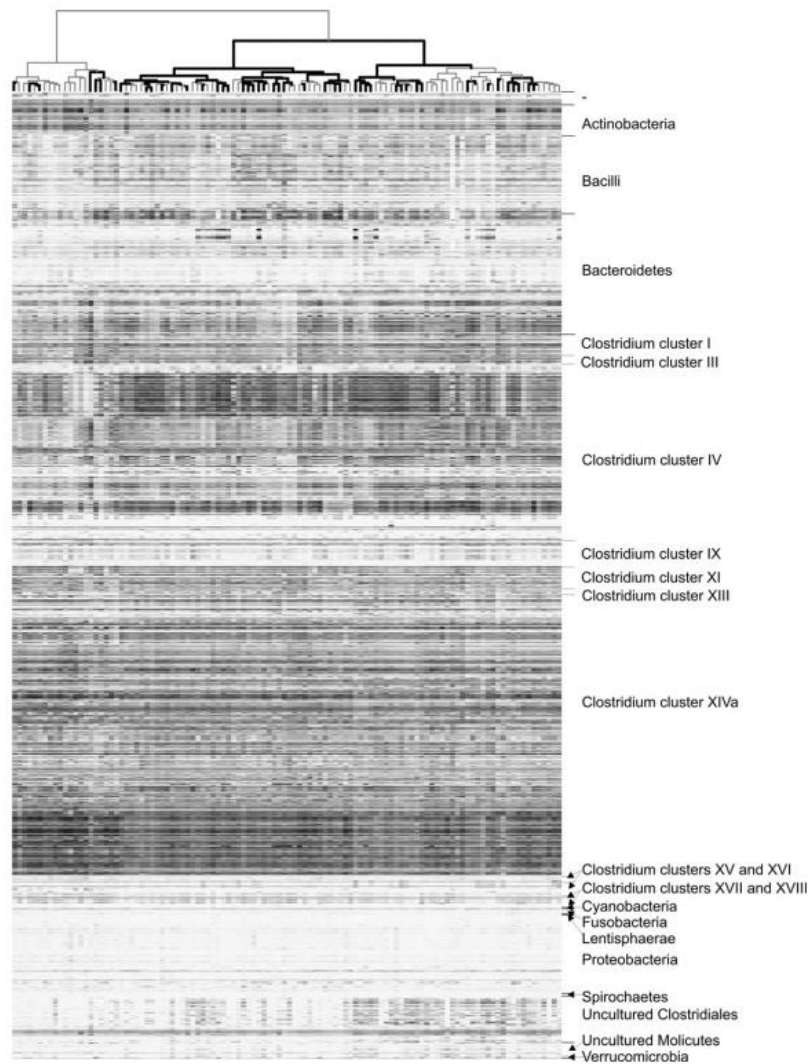 -
Actinobacteria
Bacilli
Bacteroidetes
Clostridium cluster I
Clostridium cluster III
Clostridium cluster IV
Clostridium cluster IX
Clostridium cluster XI
Clostridium cluster XIII
Clostridium cluster XIVa
Clostridium clusters XV and XVI
Clostridium clusters XVII and XVIII
Cyanobacteria
Fusobacteria
Lentisphaerae
Proteobacteria
Spirochaetes
Uncultured Clostridiales
Uncultured Molicutes
Verrucomicrobia